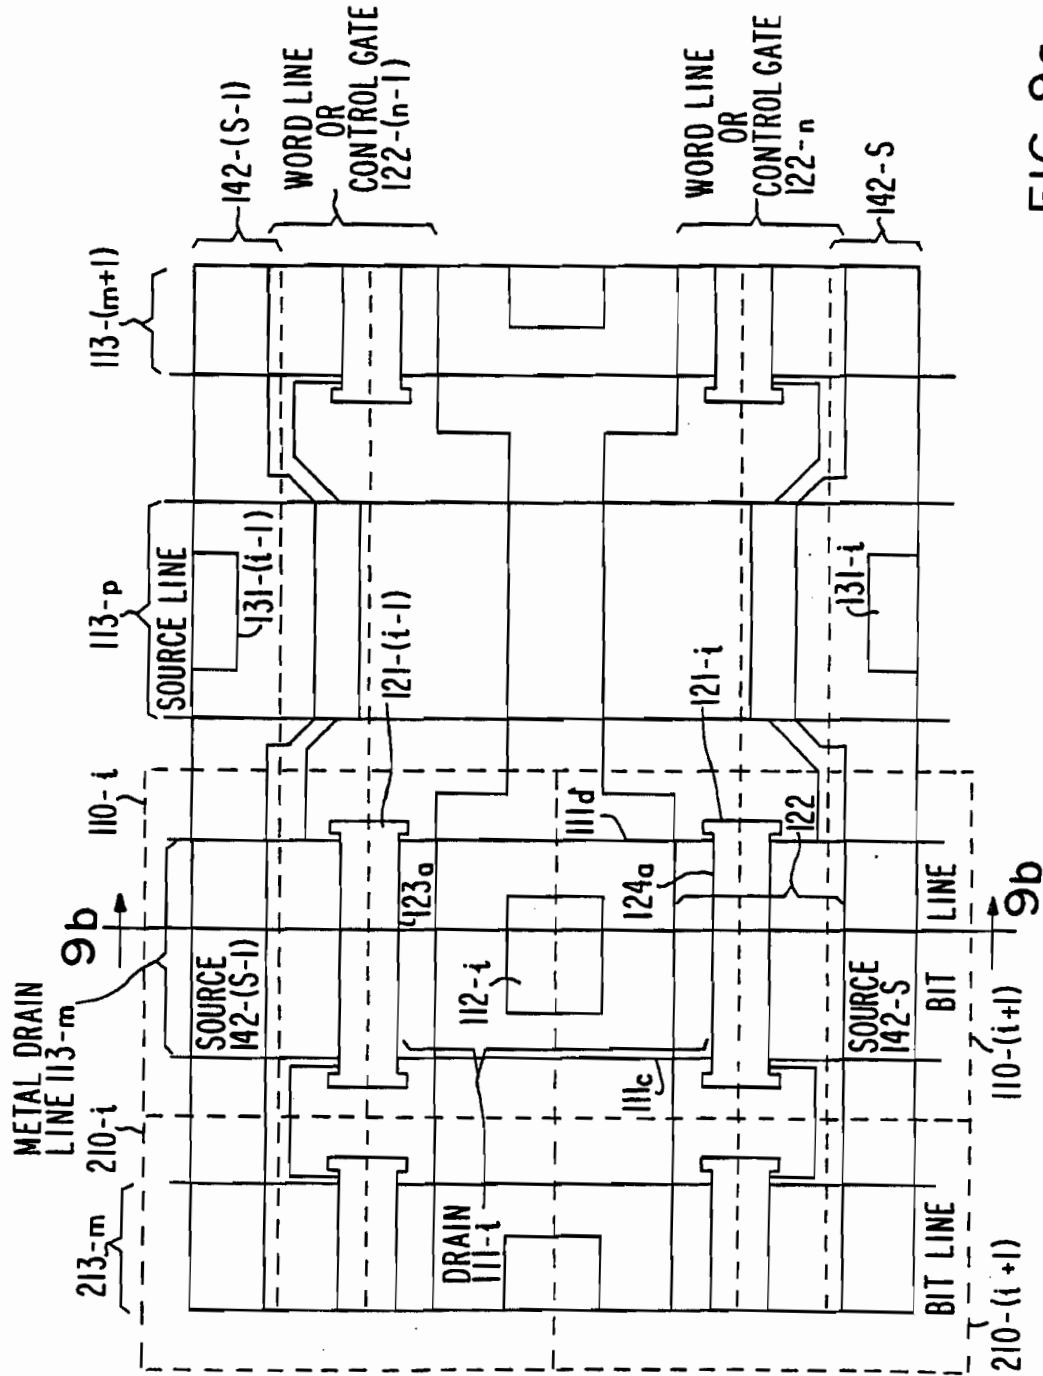 METAL DRAIN
LINE 113-m
213-m
210-i
9b
110-i
113-p
SOURCE LINE
113-(m+1)
142-(S-1)
WORD LINE
OR
CONTROL GATE
122-(n-1)
SOURCE
142-(S-1)
131-(i-1)
121-(i-1)
123a
DRAIN
111-i
112-i
111c
111d
124a
121-i
122
131-i
WORD LINE
OR
CONTROL GATE
122-n
142-S
SOURCE
142-S
BIT LINE
BIT LINE
9b
110-(i+1)
210-(i+1)